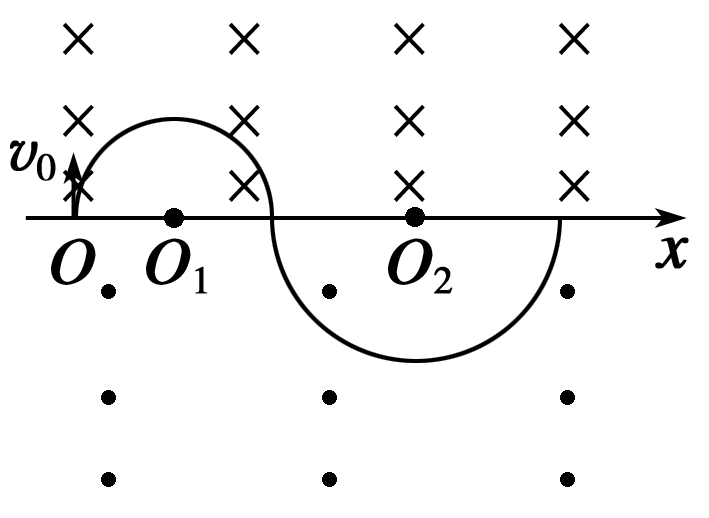 v₀
O O₁ O₂ x